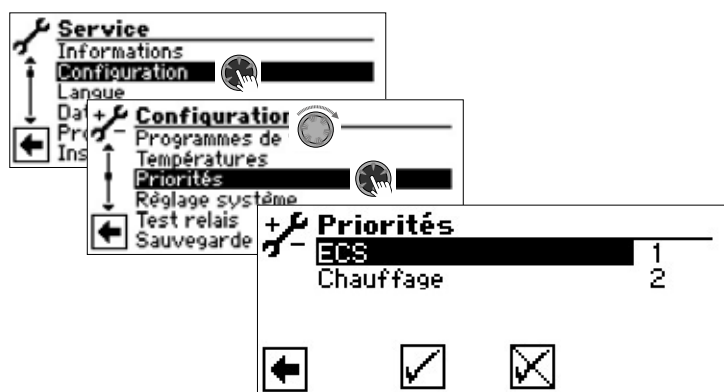 Service
Informations
Configuration
Langue
Dat
Pro
Ins
Configuration
Programmes de
Températures
Priorités
Réglage système
Test relais
Sauvegarde
Priorités
ECS 1
Chauffage 2